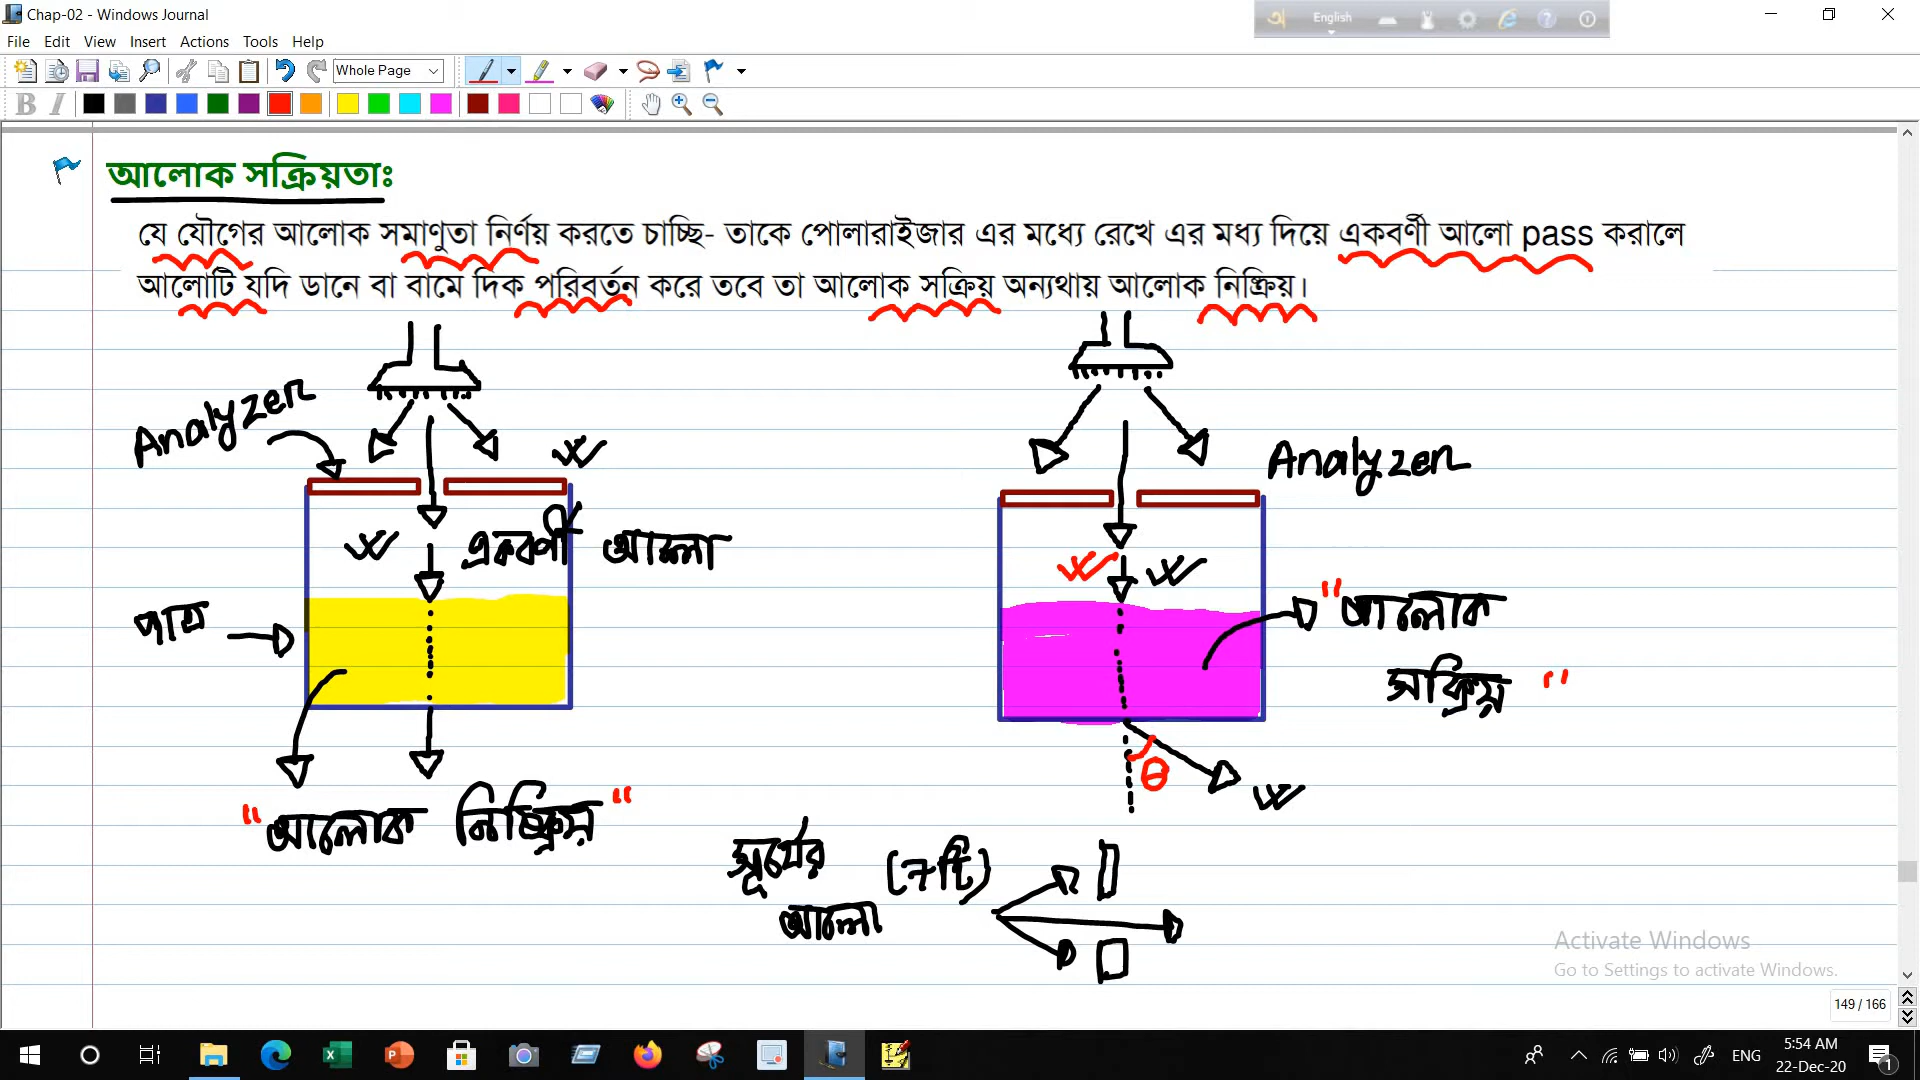 Chap-02 - Windows Journal
English
File Edit View Insert Actions Tools Help
Whole Page
B I
আলোক সক্রিয়তাঃ
যে যৌগের আলোক সমাণুতা নির্ণয় করতে চাচ্ছি- তাকে পোলারাইজার এর মধ্যে রেখে এর মধ্য দিয়ে একবর্ণী আলো pass করালে
আলোটি যদি ডানে বা বামে দিক পরিবর্তন করে তবে তা আলোক সক্রিয় অন্যথায় আলোক নিষ্ক্রিয়।
Analyzer
Analyzer
একবর্ণী আলো
পাত্র
"আলোক
সক্রিয়"
θ
"আলোক নিষ্ক্রিয়"
সূর্যের (7টি)
আলো
Activate Windows
Go to Settings to activate Windows.
149 / 166
ENG
5:54 AM
22-Dec-20
1